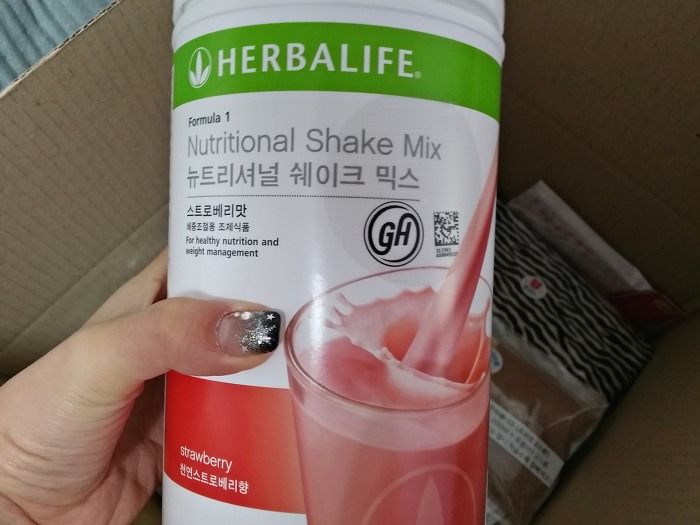 HERBALIFE®
Formula 1
Nutritional Shake Mix
뉴트리셔널 쉐이크 믹스
스트로베리맛
체중조절용 조제식품
For healthy nutrition and
weight management
GH
strawberry
천연스트로베리향